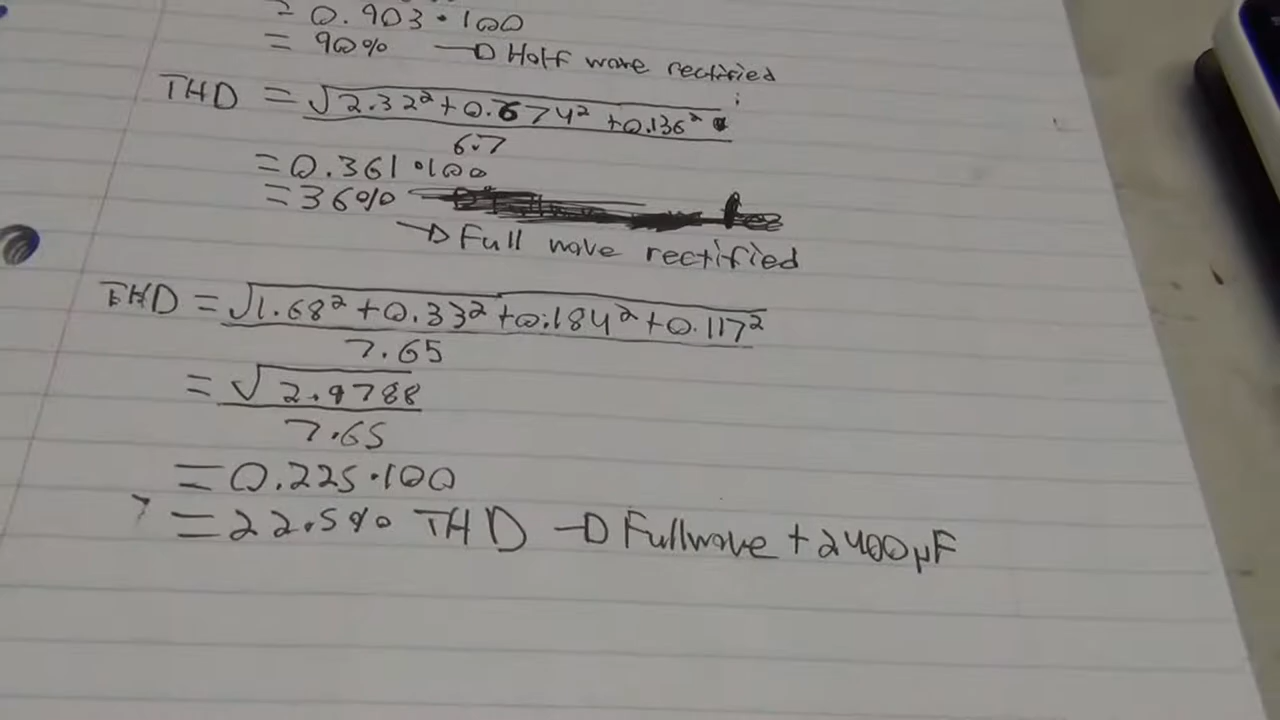 = 0.903 · 100
= 90% → Half wave rectified
THD = √2.32² + 0.674² + 0.136²
6.7
= 0.361 · 100
= 36%
→ Full wave rectified
THD = √1.68² + 0.33² + 0.184² + 0.117²
7.65
= √2.9788
7.65
= 0.225 · 100
= 22.5% THD → Fullwave + 2400µF